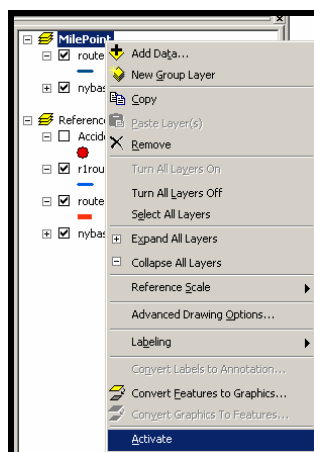 MilePoint
route
nybas
Reference
Accid
r1rou
route
nybas
Add Data...
New Group Layer
Copy
Paste Layer(s)
Remove
Turn All Layers On
Turn All Layers Off
Select All Layers
Expand All Layers
Collapse All Layers
Reference Scale
Advanced Drawing Options...
Labeling
Convert Labels to Annotation...
Convert Features to Graphics...
Convert Graphics To Features...
Activate